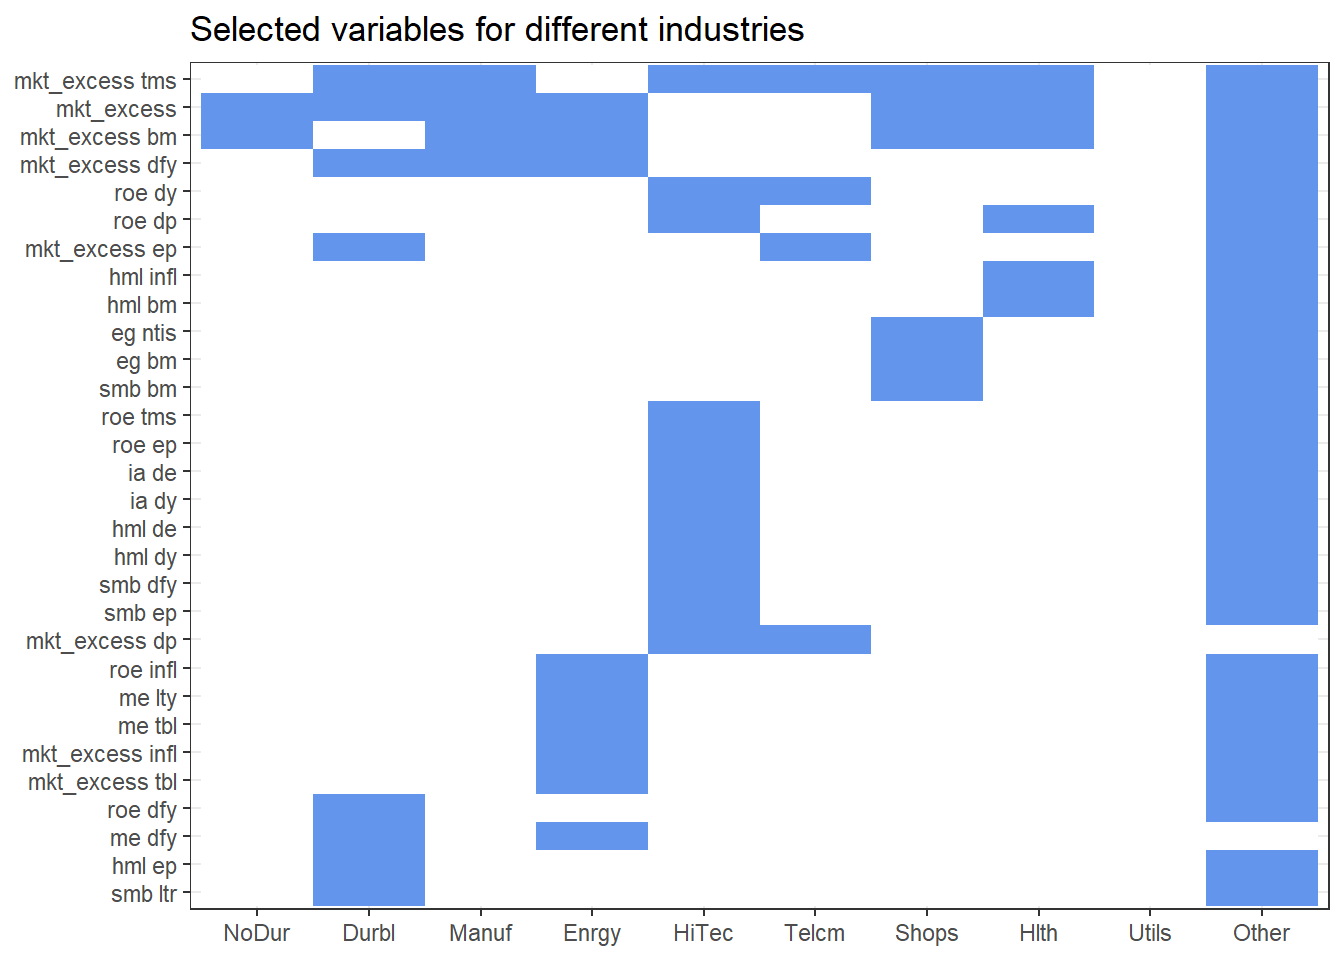 Selected variables for different industries
mkt_excess tms
mkt_excess
mkt_excess bm
mkt_excess dfy
roe dy
roe dp
mkt_excess ep
hml infl
hml bm
eg ntis
eg bm
smb bm
roe tms
roe ep
ia de
ia dy
hml de
hml dy
smb dfy
smb ep
mkt_excess dp
roe infl
me lty
me tbl
mkt_excess infl
mkt_excess tbl
roe dfy
me dfy
hml ep
smb ltr
NoDur Durbl Manuf Enrgy HiTec Telcm Shops Hlth Utils Other